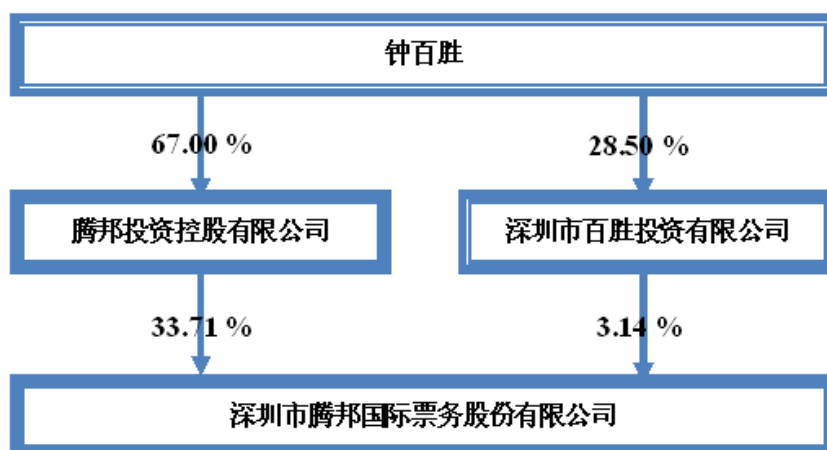 钟百胜
67.00 %
28.50 %
腾邦投资控股有限公司
深圳市百胜投资有限公司
33.71 %
3.14 %
深圳市腾邦国际票务股份有限公司